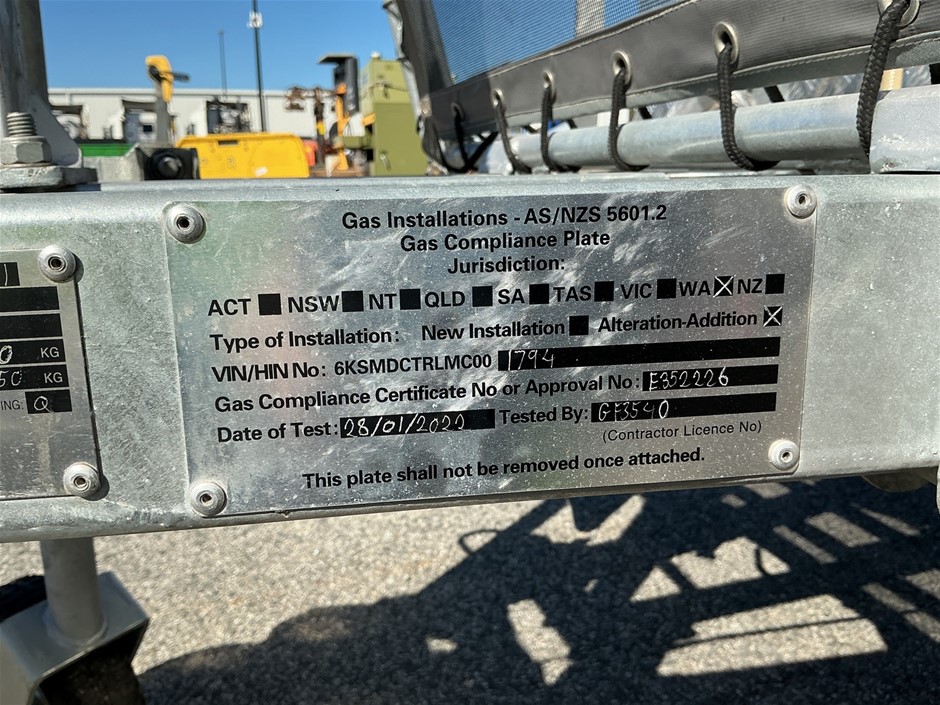 Gas Installations - AS/NZS 5601.2
Gas Compliance Plate
Jurisdiction:
ACT NSW NT QLD SA TAS VIC WA NZ
Type of Installation: New Installation Alteration-Addition
VIN/HIN No: 6KSMDCTRLMC00 1794
Gas Compliance Certificate No or Approval No: E352226
Date of Test: 28/01/2020 Tested By: GF3540
(Contractor Licence No)
This plate shall not be removed once attached.
0 KG
50 KG
ING: Q